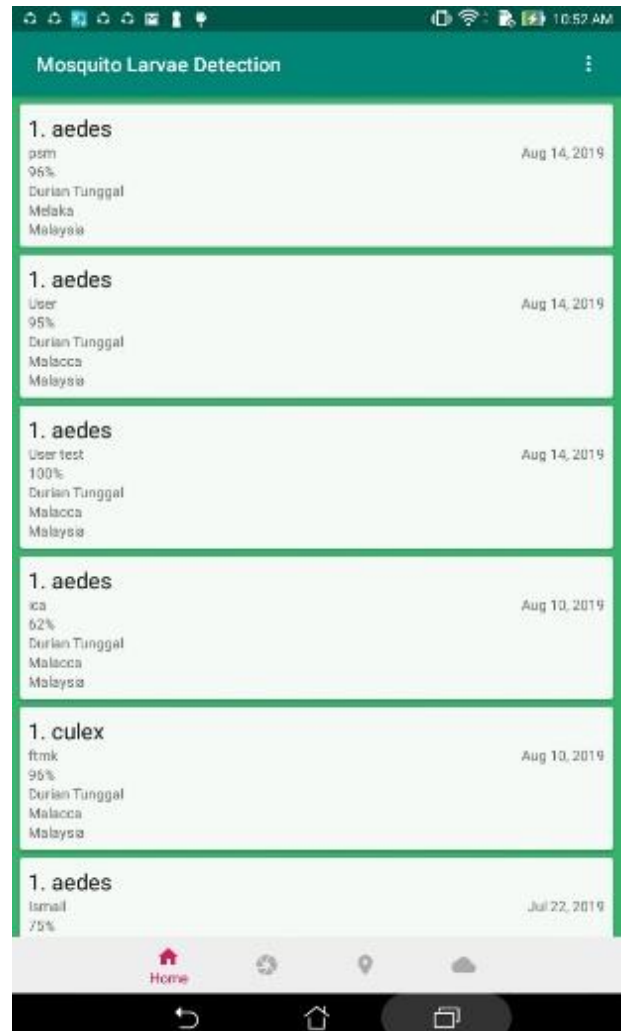 10:52 AM
Mosquito Larvae Detection
1. aedes
psm
Aug 14, 2019
96%
Durian Tunggal
Melaka
Malaysia
1. aedes
User
Aug 14, 2019
95%
Durian Tunggal
Malacca
Malaysia
1. aedes
User test
Aug 14, 2019
100%
Durian Tunggal
Malacca
Malaysia
1. aedes
ica
Aug 10, 2019
62%
Durian Tunggal
Malacca
Malaysia
1. culex
ftmk
Aug 10, 2019
96%
Durian Tunggal
Malacca
Malaysia
1. aedes
Ismail
Jul 22, 2019
75%
Home